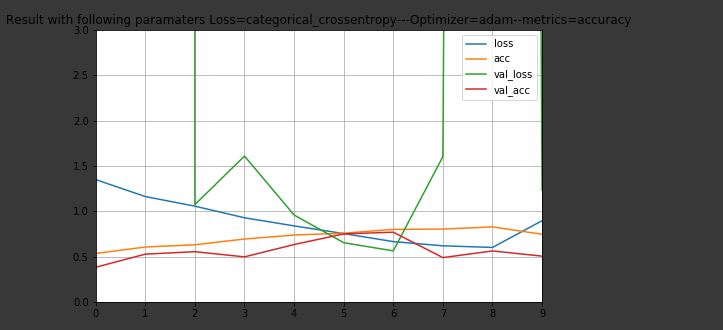 Result with following paramaters Loss=categorical_crossentropy---Optimizer=adam--metrics=accuracy
3.0
2.5
2.0
1.5
1.0
0.5
0.0
loss
acc
val_loss
val_acc
0 1 2 3 4 5 6 7 8 9